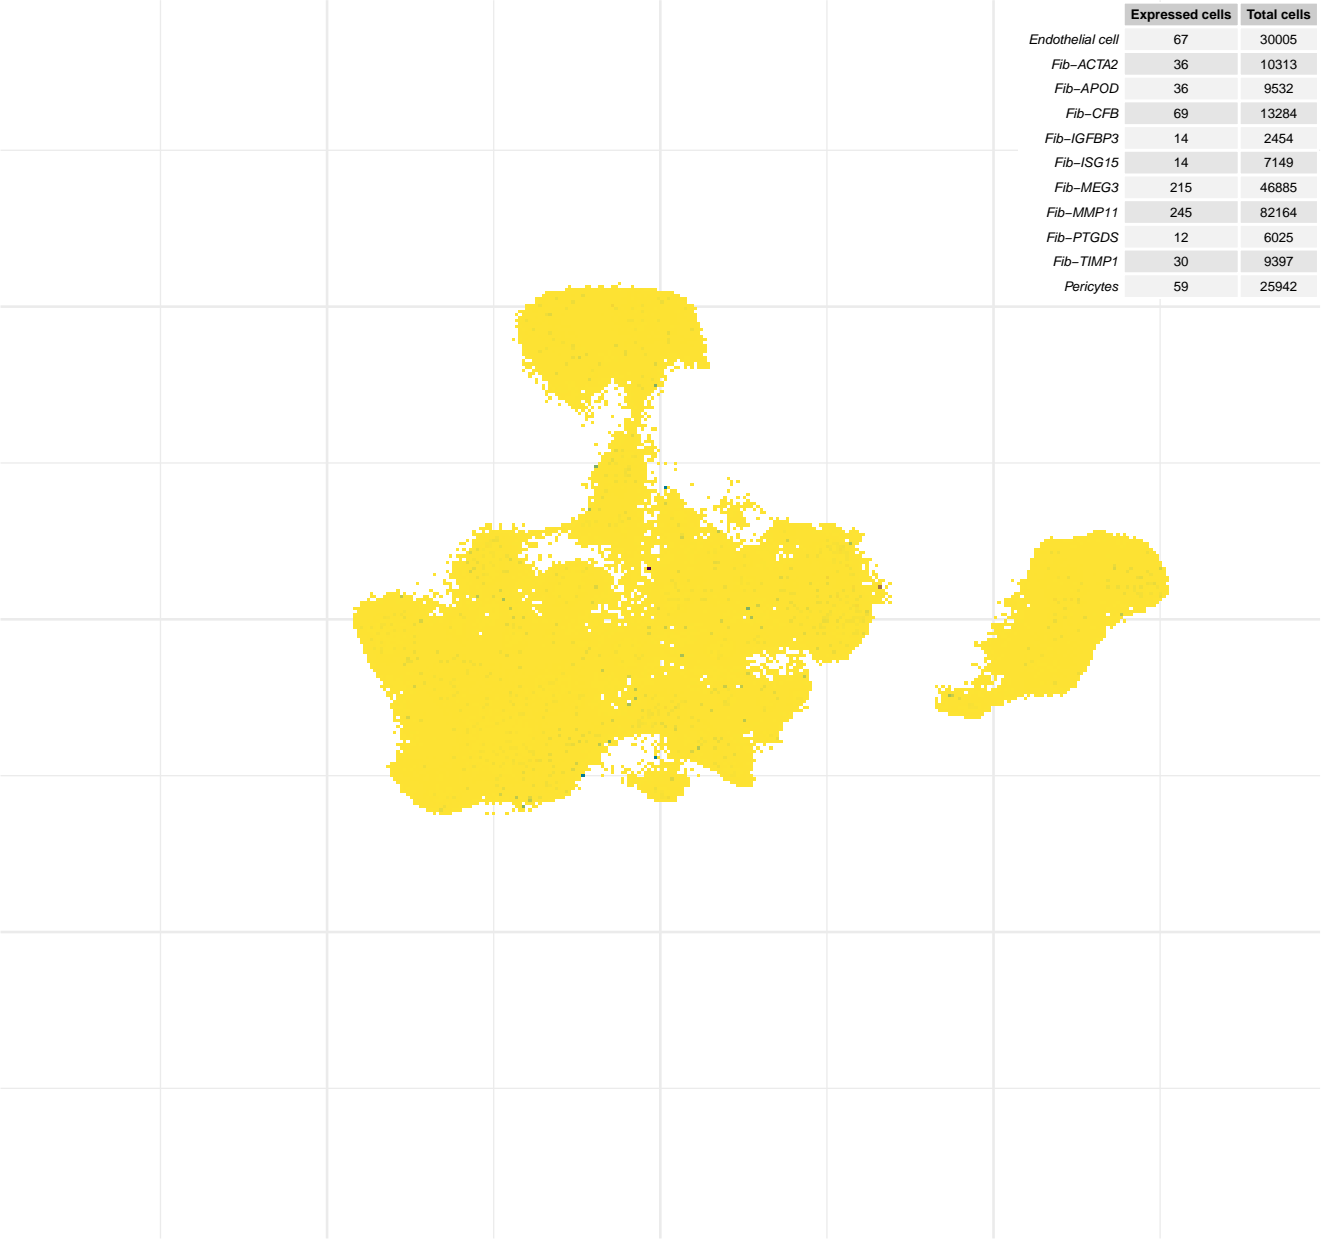 Expressed cells Total cells
Endothelial cell 67 30005
Fib−ACTA2 36 10313
Fib−APOD 36 9532
Fib−CFB 69 13284
Fib−IGFBP3 14 2454
Fib−ISG15 14 7149
Fib−MEG3 215 46885
Fib−MMP11 245 82164
Fib−PTGDS 12 6025
Fib−TIMP1 30 9397
Pericytes 59 25942